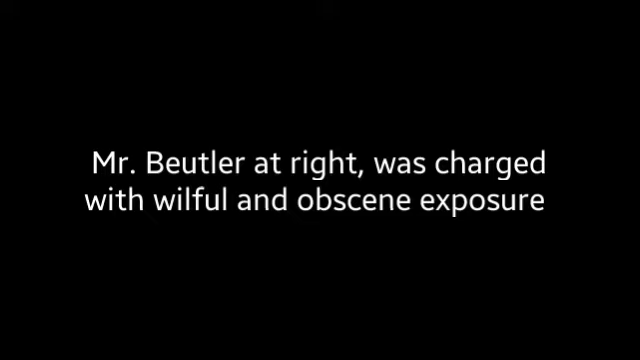 Mr. Beutler at right, was charged
with wilful and obscene exposure